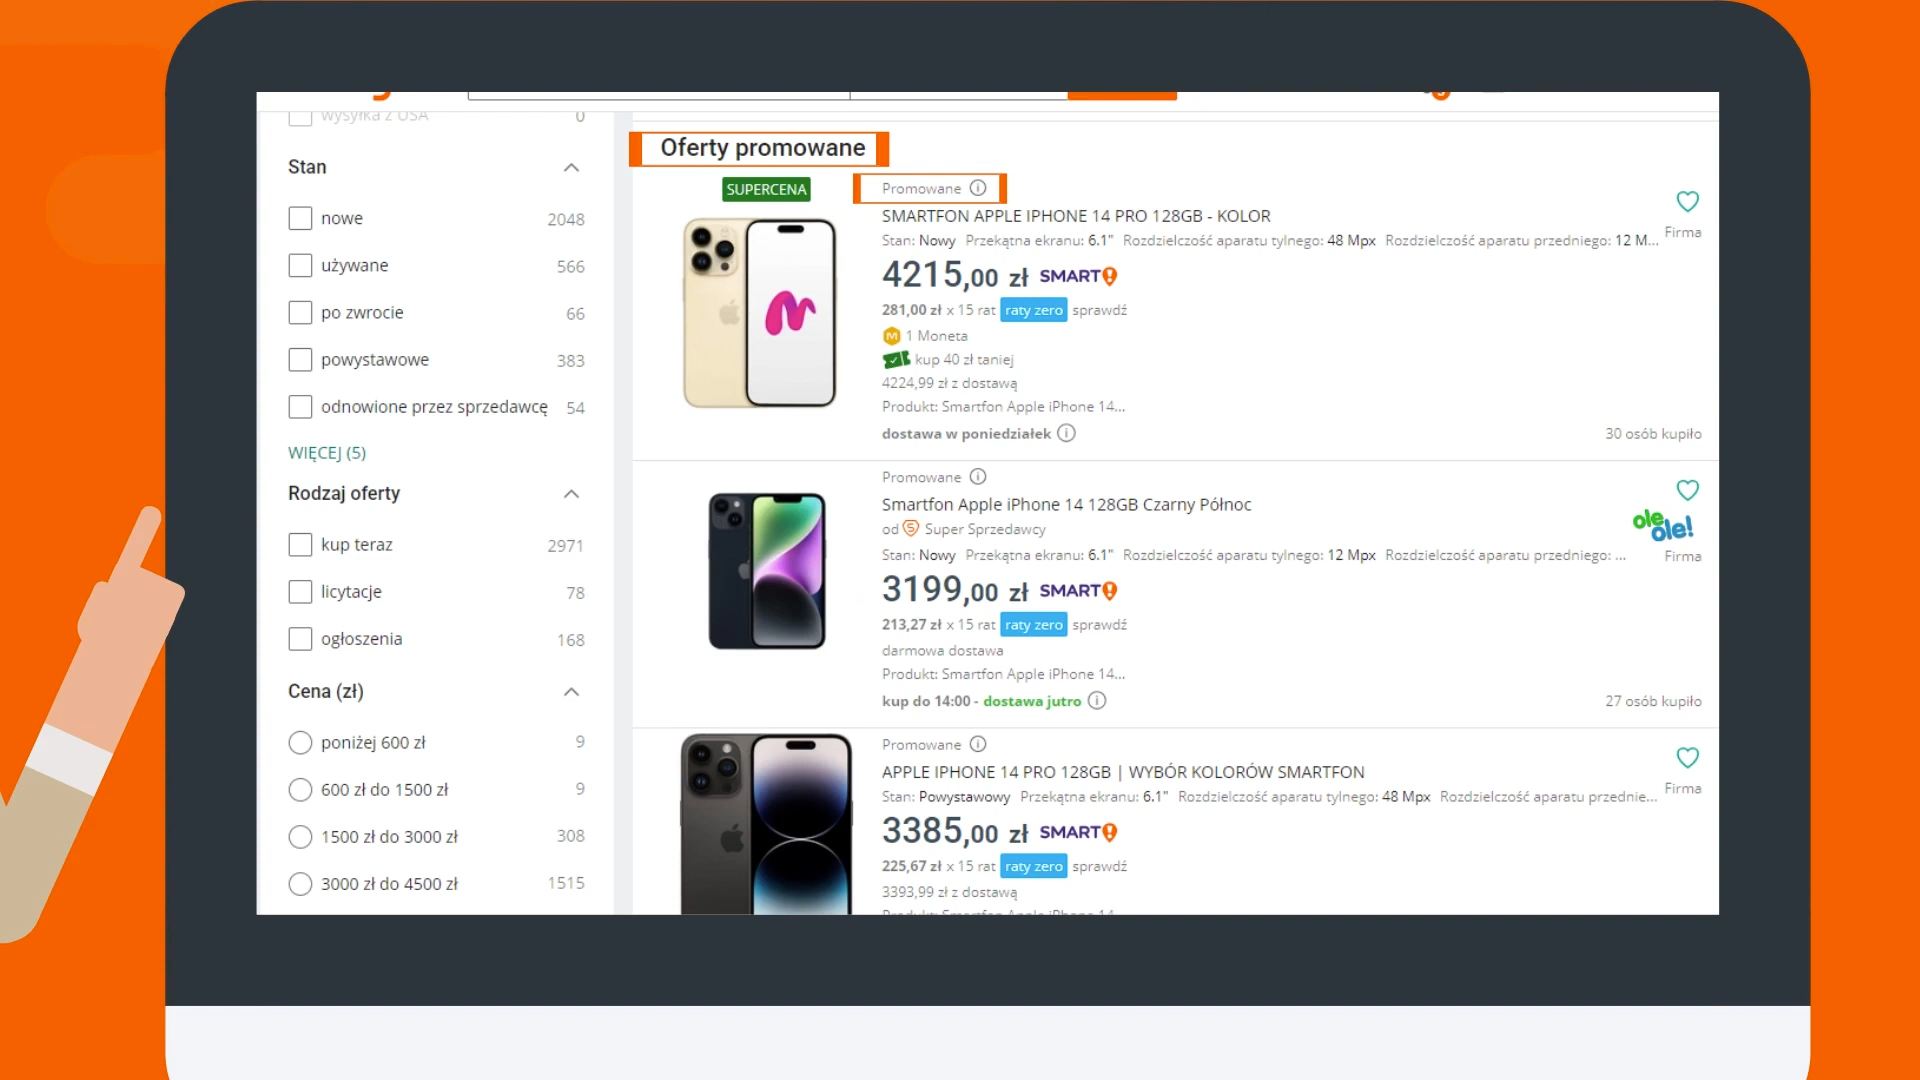 wysyłka z USA 0
Stan
nowe 2048
używane 566
po zwrocie 66
powystawowe 383
odnowione przez sprzedawcę 54
WIĘCEJ (5)
Rodzaj oferty
kup teraz 2971
licytacje 78
ogłoszenia 168
Cena (zł)
poniżej 600 zł 9
600 zł do 1500 zł 9
1500 zł do 3000 zł 308
3000 zł do 4500 zł 1515
Oferty promowane
SUPERCENA
Promowane
SMARTFON APPLE IPHONE 14 PRO 128GB - KOLOR
Stan: Nowy Przekątna ekranu: 6.1" Rozdzielczość aparatu tylnego: 48 Mpx Rozdzielczość aparatu przedniego: 12 M...
Firma
4215,00 zł SMART!
281,00 zł x 15 rat raty zero sprawdź
M 1 Moneta
kup 40 zł taniej
4224,99 zł z dostawą
Produkt: Smartfon Apple iPhone 14...
dostawa w poniedziałek
30 osób kupiło
Promowane
Smartfon Apple iPhone 14 128GB Czarny Północ
od S Super Sprzedawcy
ole ole!
Stan: Nowy Przekątna ekranu: 6.1" Rozdzielczość aparatu tylnego: 12 Mpx Rozdzielczość aparatu przedniego: ...
Firma
3199,00 zł SMART!
213,27 zł x 15 rat raty zero sprawdź
darmowa dostawa
Produkt: Smartfon Apple iPhone 14...
kup do 14:00 - dostawa jutro
27 osób kupiło
Promowane
APPLE IPHONE 14 PRO 128GB | WYBÓR KOLORÓW SMARTFON
Stan: Powystawowy Przekątna ekranu: 6.1" Rozdzielczość aparatu tylnego: 48 Mpx Rozdzielczość aparatu przednie...
Firma
3385,00 zł SMART!
225,67 zł x 15 rat raty zero sprawdź
3393,99 zł z dostawą
Produkt: Smartfon Apple iPhone 14